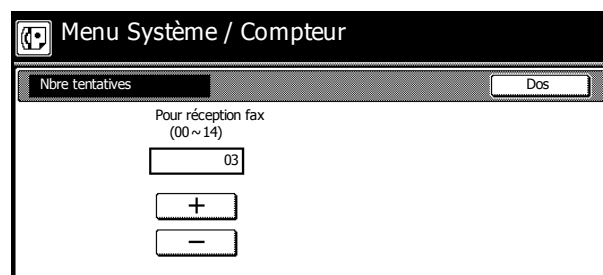 Menu Système / Compteur
Nbre tentatives
Dos
Pour réception fax
(00~14)
03
+
−